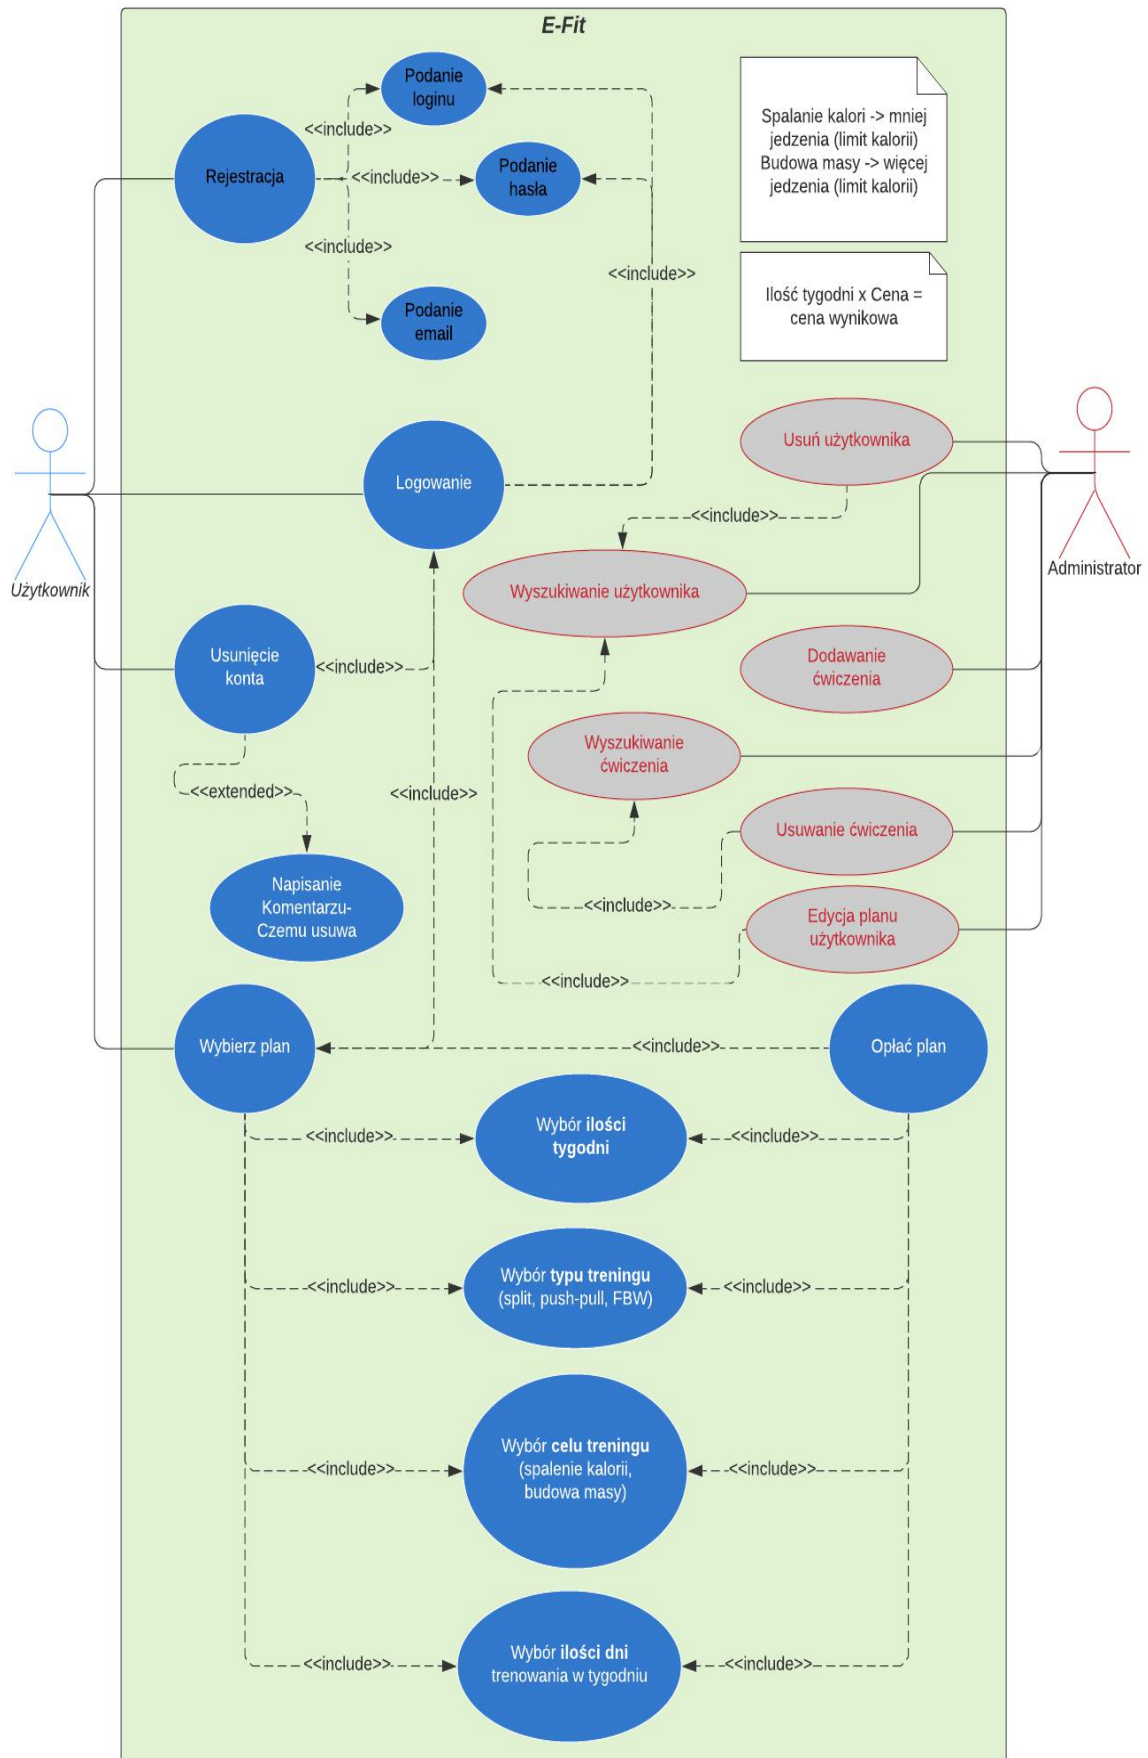 E-Fit
Podanie
loginu
<<include>>
Spalanie kalori -> mniej
jedzenia (limit kalorii)
Budowa masy -> więcej
jedzenia (limit kalorii)
Rejestracja
<<include>>
Podanie
hasła
<<include>>
<<include>>
Ilość tygodni x Cena =
cena wynikowa
Podanie
email
Usuń użytkownika
Logowanie
<<include>>
Użytkownik
Wyszukiwanie użytkownika
Administrator
Usunięcie
konta
<<include>>
Dodawanie
ćwiczenia
Wyszukiwanie
ćwiczenia
<<extended>>
<<include>>
Usuwanie ćwiczenia
Napisanie
Komentarzu-
Czemu usuwa
<<include>>
Edycja planu
użytkownika
<<include>>
Wybierz plan
<<include>>
Opłać plan
<<include>>
Wybór ilości
tygodni
<<include>>
<<include>>
Wybór typu treningu
(split, push-pull, FBW)
<<include>>
<<include>>
Wybór celu treningu
(spalenie kalorii,
budowa masy)
<<include>>
<<include>>
Wybór ilości dni
trenowania w tygodniu
<<include>>